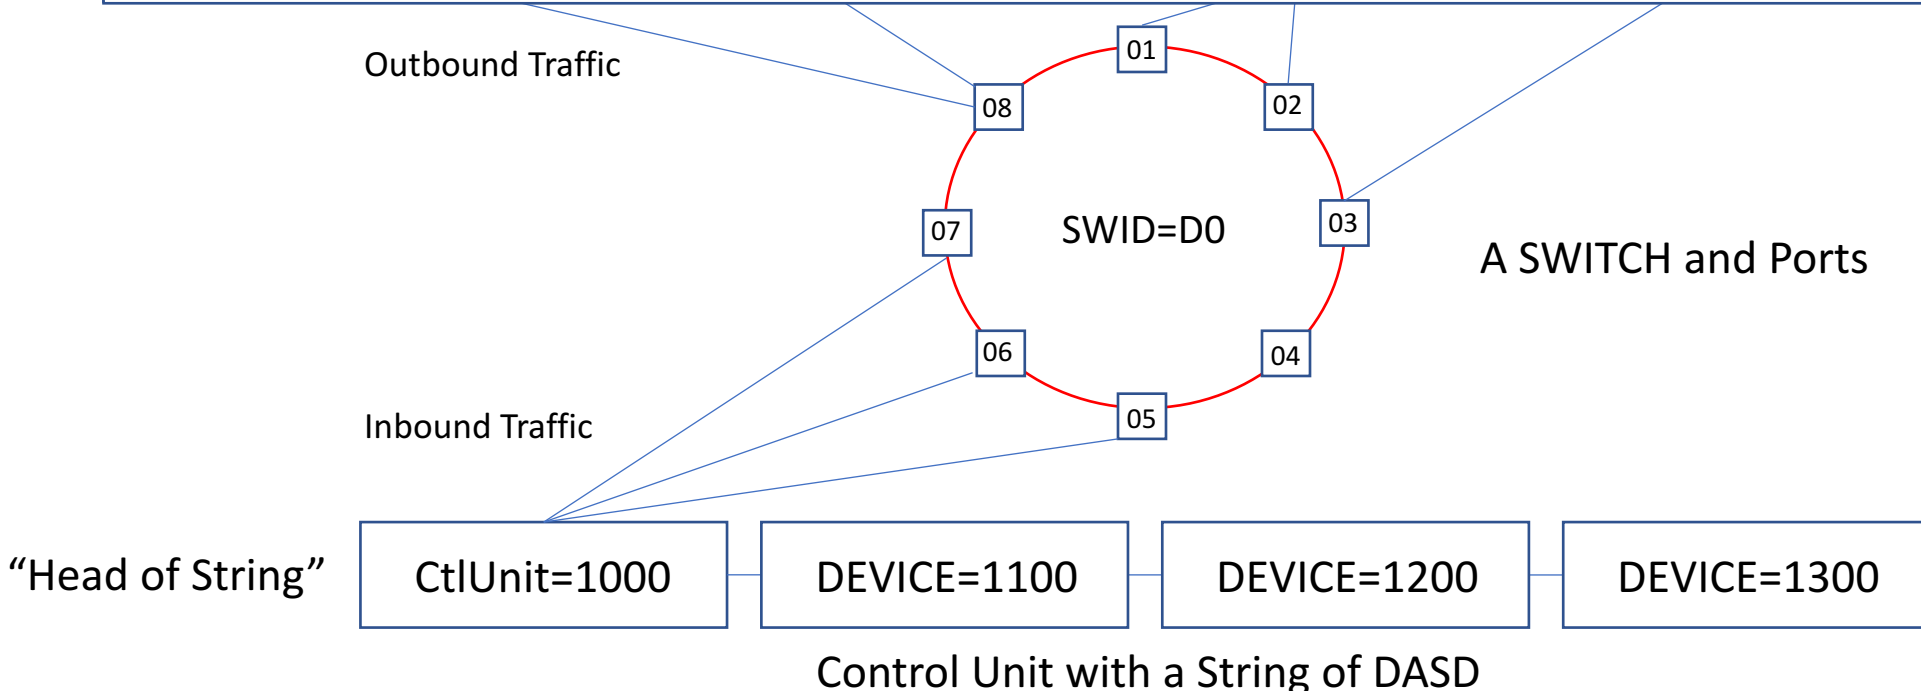 Outbound Traffic
01
08
02
07
SWID=D0
03
A SWITCH and Ports
06
04
05
Inbound Traffic
“Head of String”
CtlUnit=1000
DEVICE=1100
DEVICE=1200
DEVICE=1300
Control Unit with a String of DASD